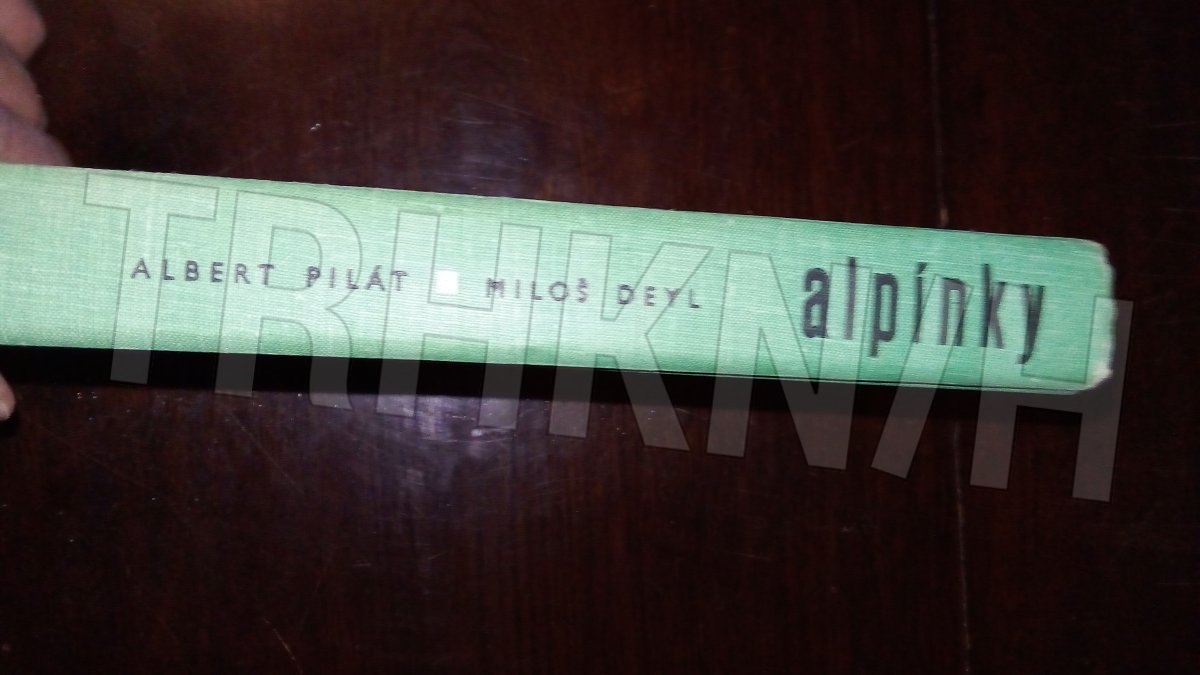 ALBERT PILÁT MILOŠ DEYL alpínky
TRHKNIH